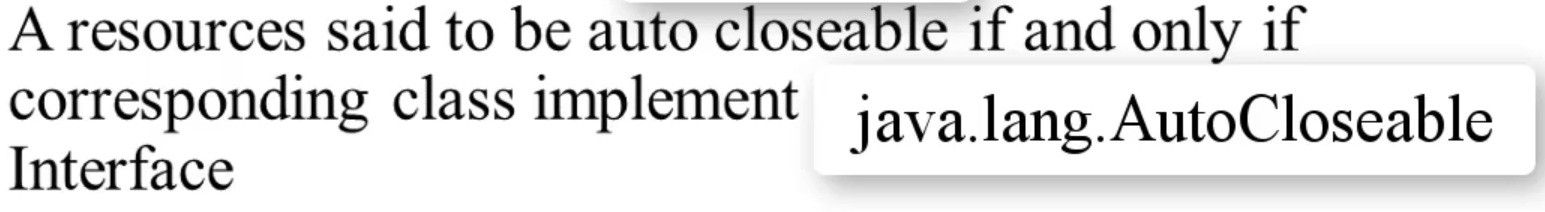 A resources said to be auto closeable if and only if
corresponding class implement java.lang.AutoCloseable
Interface